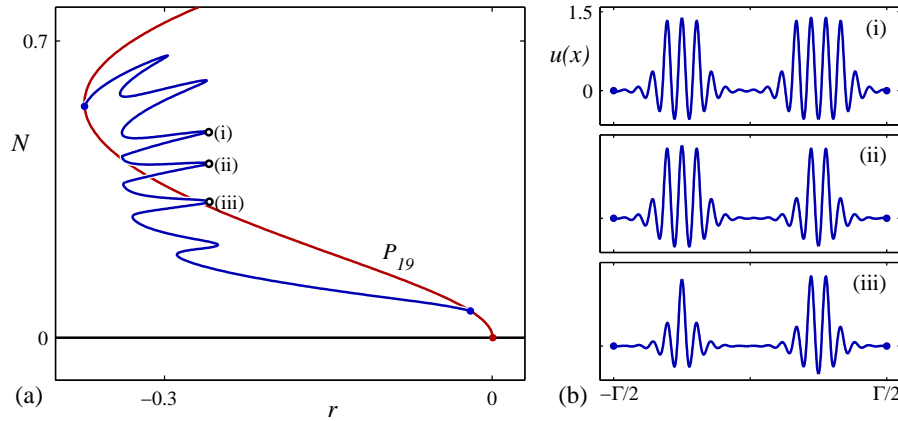 0.7
N
(i)
(ii)
(iii)
P19
0
(a)
−0.3
r
0
1.5
u(x)
0
(i)
(ii)
(iii)
(b)
−Γ/2
Γ/2